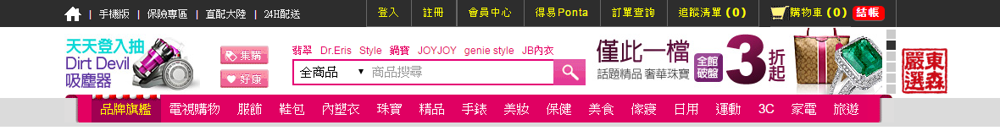 手機版 保險專區 直配大陸 24H配送 登入 註冊 會員中心 得易Ponta 訂單查詢 追蹤清單 (0) 購物車 (0) 結帳
天天登入抽
Dirt Devil
吸塵器
集購
好康
翡翠 Dr.Eris Style 鍋寶 JOYJOY genie style JB內衣
全商品 ▼ 商品搜尋
僅此一檔
話題精品 奢華珠寶
全館
破盤
3折起
東森
嚴選
品牌旗艦 電視購物 服飾 鞋包 內塑衣 珠寶 精品 手錶 美妝 保健 美食 傢寢 日用 運動 3C 家電 旅遊